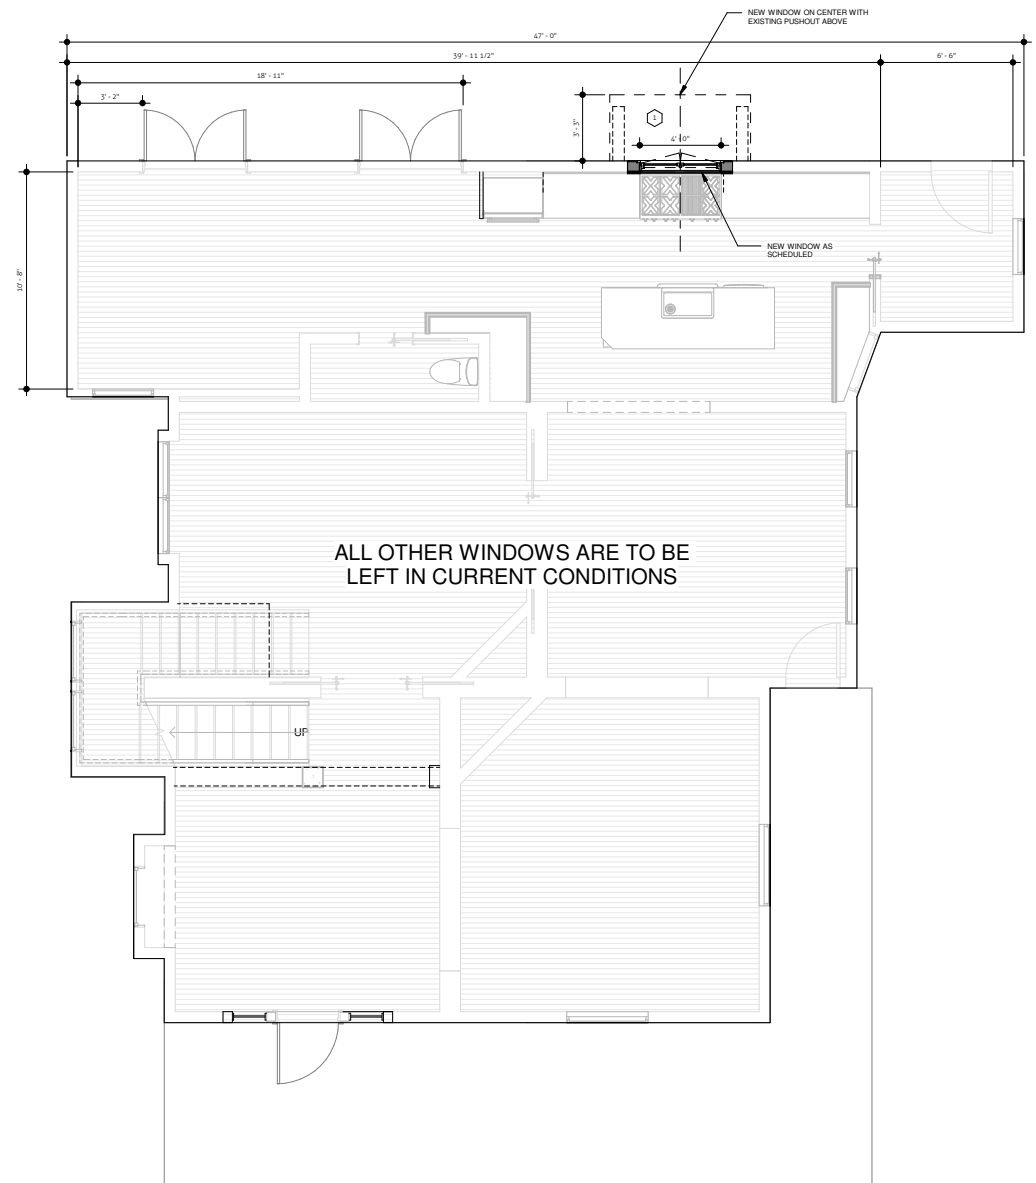 NEW WINDOW ON CENTER WITH
EXISTING PUSHOUT ABOVE
47' - 0"
39' - 11 1/2"
6' - 6"
18' - 11"
3' - 2"
3' - 3"
1
4' - 0"
NEW WINDOW AS
SCHEDULED
10' - 8"
ALL OTHER WINDOWS ARE TO BE
LEFT IN CURRENT CONDITIONS
UP